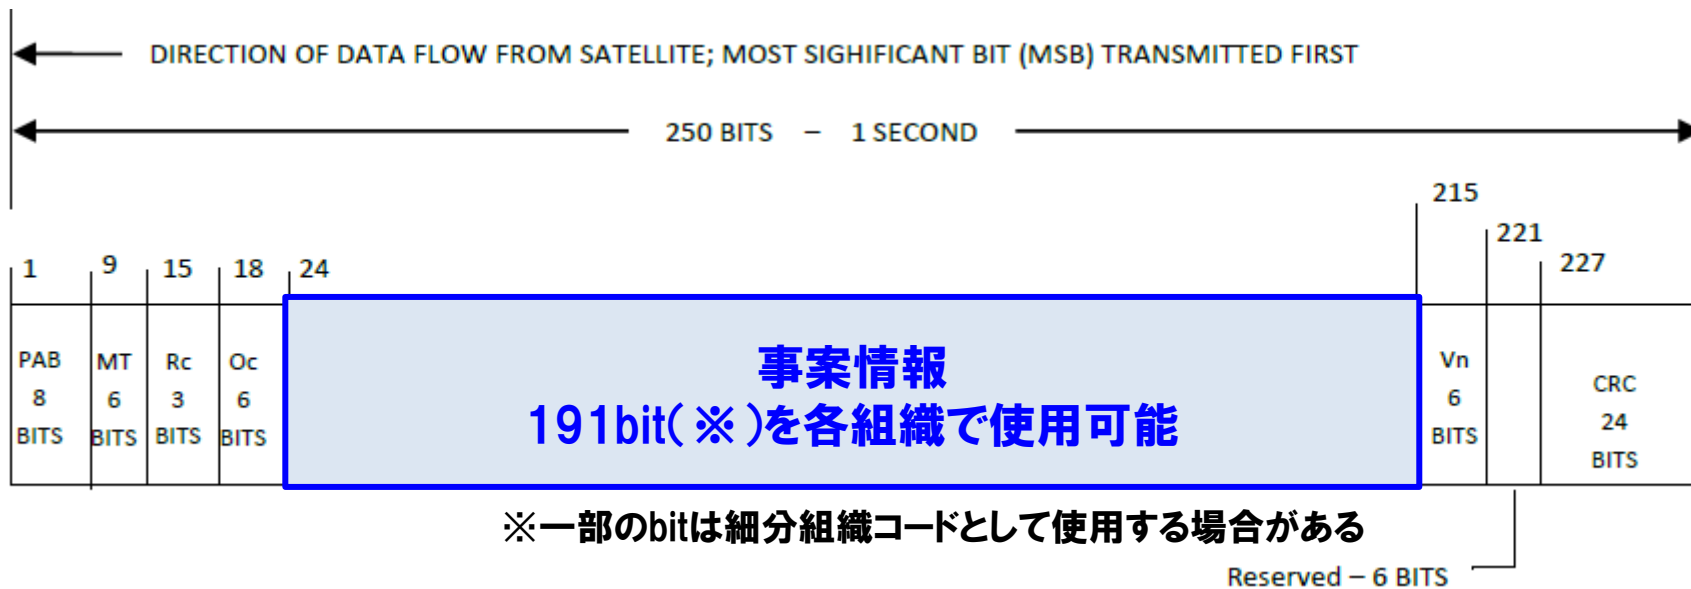 DIRECTION OF DATA FLOW FROM SATELLITE; MOST SIGHIFICANT BIT (MSB) TRANSMITTED FIRST
250 BITS – 1 SECOND
215
221
1 9 15 18 24
227
PAB
8
BITS
MT
6
BITS
Rc
3
BITS
Oc
6
BITS
事案情報
191bit(※)を各組織で使用可能
Vn
6
BITS
CRC
24
BITS
※一部のbitは細分組織コードとして使用する場合がある
Reserved – 6 BITS